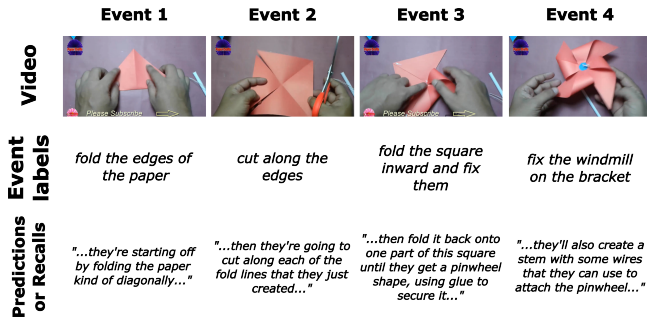 Event 1
Event 2
Event 3
Event 4
Video
Please Subscribe
Please Subscribe
Event
labels
fold the edges of
the paper
cut along the
edges
fold the square
inward and fix
them
fix the windmill
on the bracket
Predictions
or Recalls
"...they're starting off
by folding the paper
kind of diagonally..."
"...then they're going to
cut along each of the
fold lines that they just
created..."
"...then fold it back onto
one part of this square
until they get a pinwheel
shape, using glue to
secure it..."
"...they'll also create a
stem with some wires
that they can use to
attach the pinwheel..."